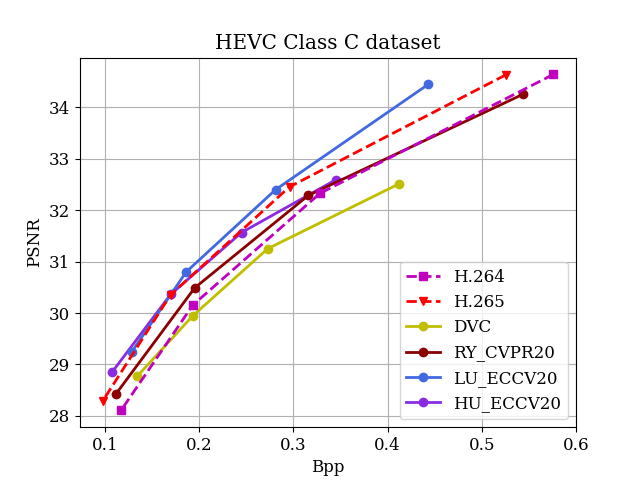 HEVC Class C dataset
PSNR
34
33
32
31
30
29
28
H.264
H.265
DVC
RY_CVPR20
LU_ECCV20
HU_ECCV20
0.1 0.2 0.3 0.4 0.5 0.6
Bpp